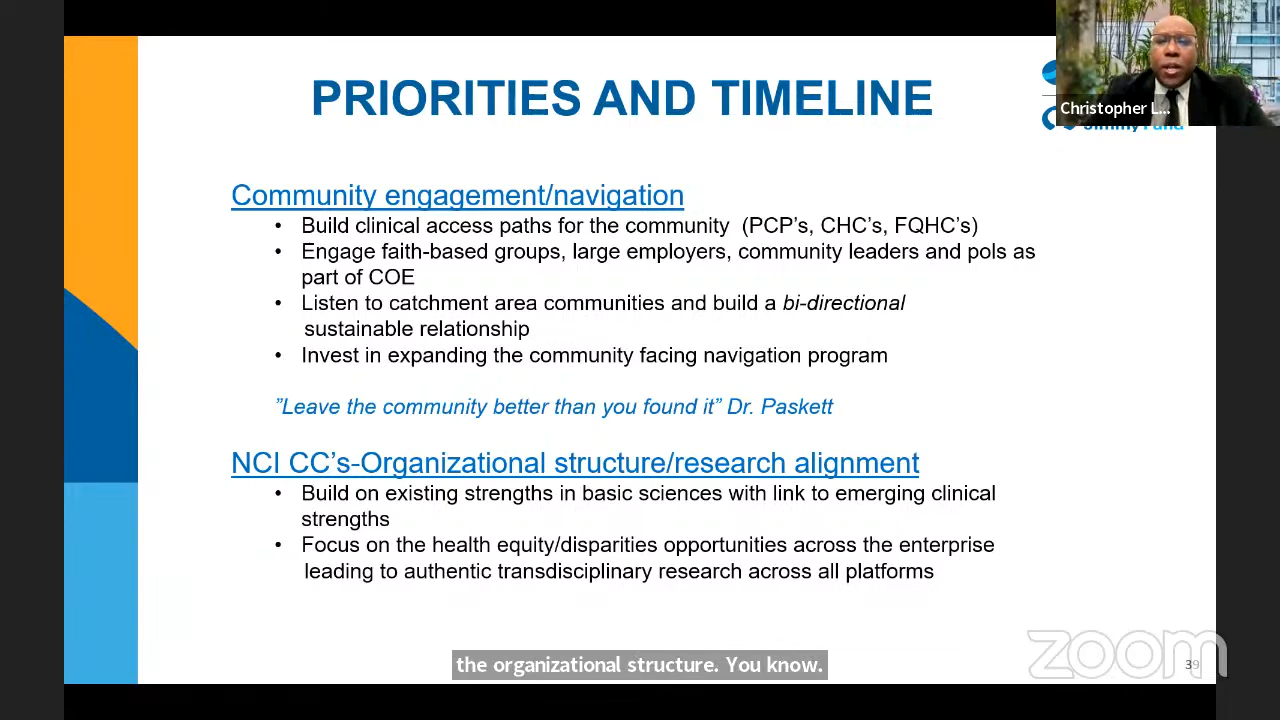 PRIORITIES AND TIMELINE
Christopher L...
Community engagement/navigation
• Build clinical access paths for the community (PCP's, CHC's, FQHC's)
• Engage faith-based groups, large employers, community leaders and pols as
part of COE
• Listen to catchment area communities and build a bi-directional
sustainable relationship
• Invest in expanding the community facing navigation program
"Leave the community better than you found it" Dr. Paskett
NCI CC's-Organizational structure/research alignment
• Build on existing strengths in basic sciences with link to emerging clinical
strengths
• Focus on the health equity/disparities opportunities across the enterprise
leading to authentic transdisciplinary research across all platforms
the organizational structure. You know.
zoom
39